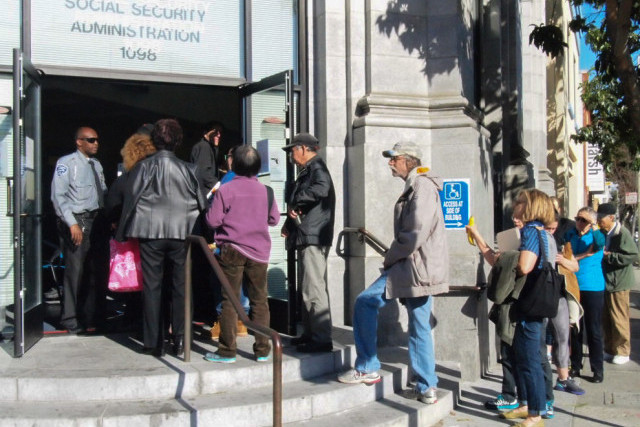 SOCIAL SECURITY
ADMINISTRATION
1098
ACCESS AT
SIDE OF
BUILDING